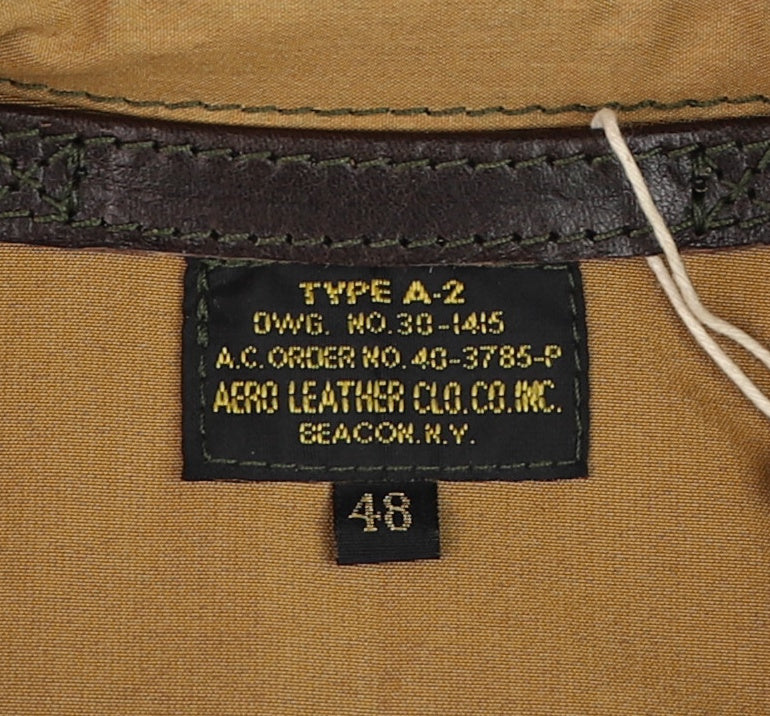 TYPE A-2
DWG. NO. 30-1415
A.C. ORDER NO. 40-3785-P
AERO LEATHER CLO. CO. INC.
BEACON. N.Y.
48